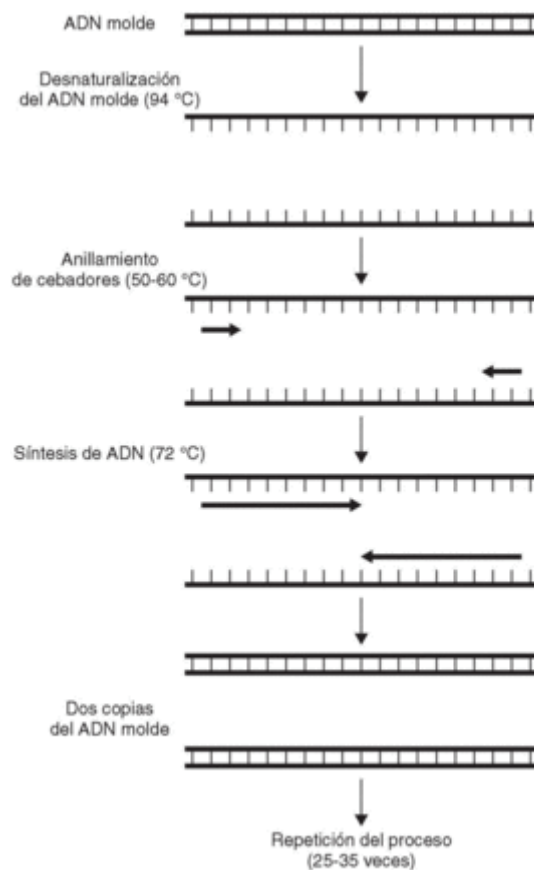 ADN molde
Desnaturalización
del ADN molde (94 °C)
Anillamiento
de cebadores (50-60 °C)
Síntesis de ADN (72 °C)
Dos copias
del ADN molde
Repetición del proceso
(25-35 veces)